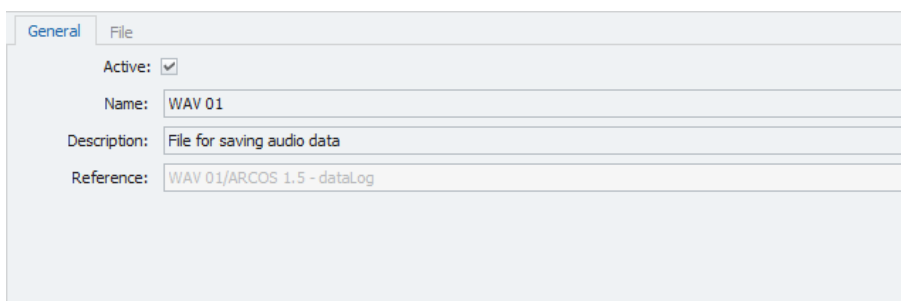 General File
Active:
Name: WAV 01
Description: File for saving audio data
Reference: WAV 01/ARCOS 1.5 - dataLog